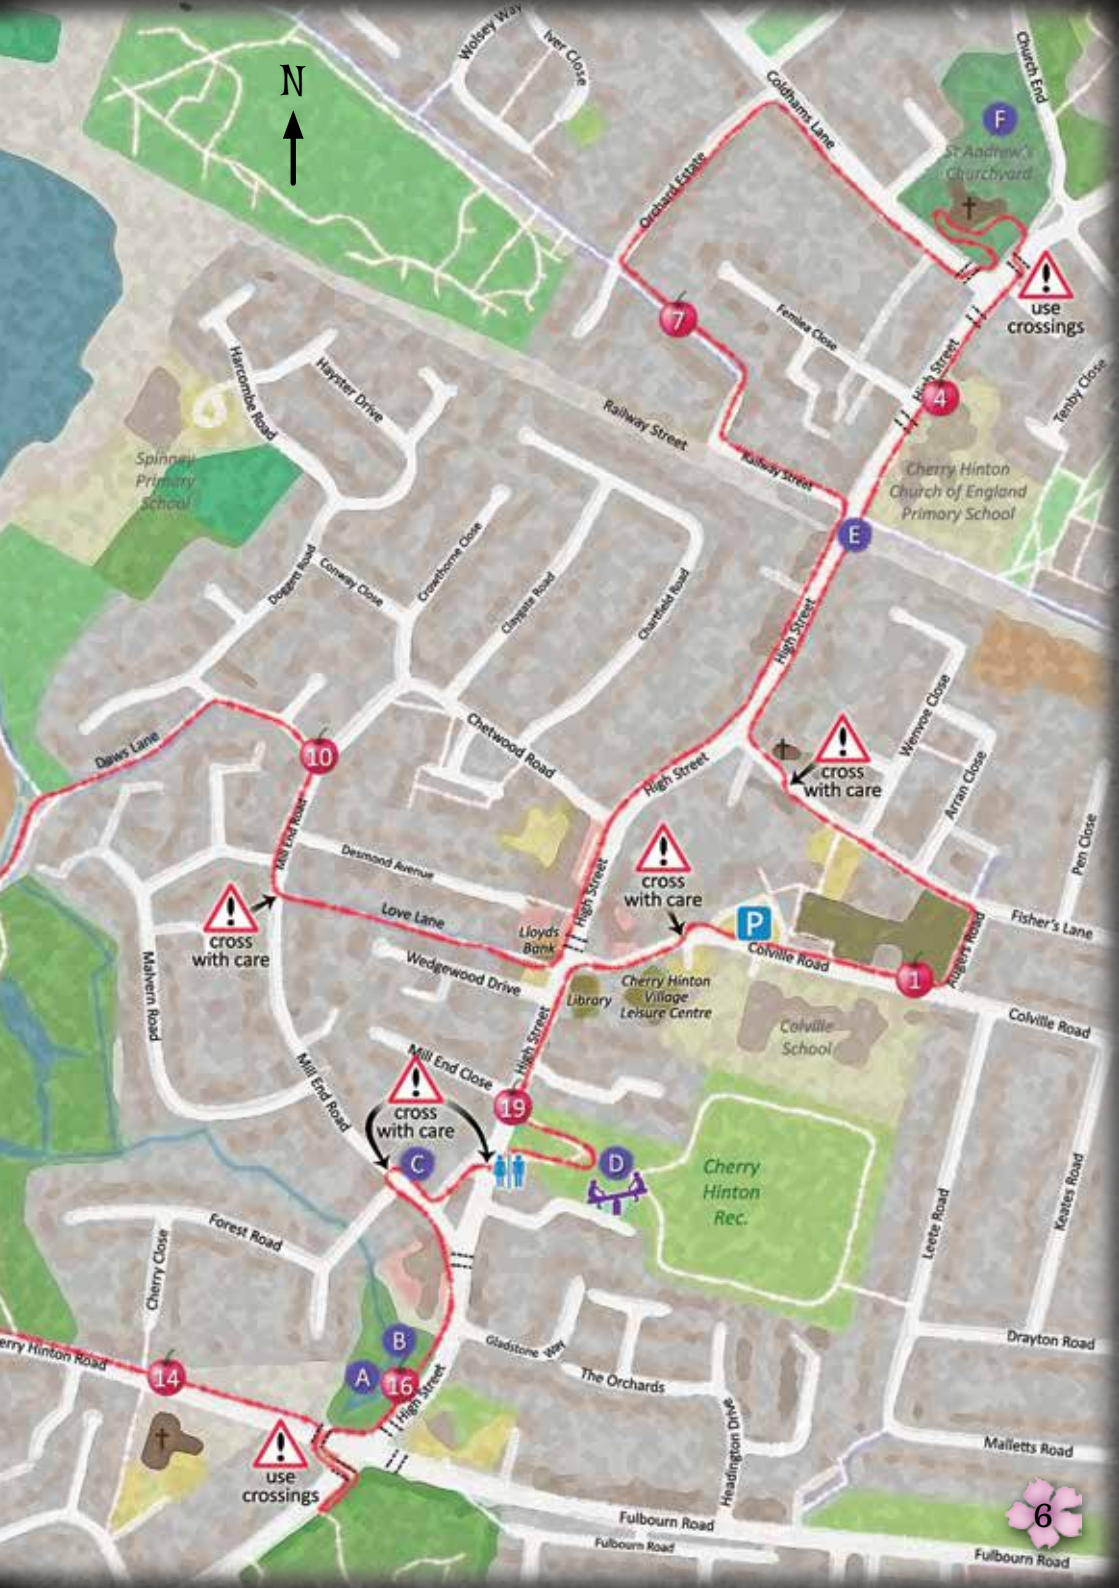 Wolsey Way
Iver Close
N
Coldhams Lane
Church End
F
St Andrew's
Churchyard
Orchard Estate
!
use
crossings
7
Fernlea Close
High Street
4
Tenby Close
Harcombe Road
Hayster Drive
Railway Street
Railway Street
Spinney
Primary
School
Cherry Hinton
Church of England
Primary School
E
Doggett Road
Conway Close
Crowthorne Close
Claygate Road
Chartfield Road
High Street
Wenvoe Close
Daws Lane
10
Chetwood Road
High Street
!
cross
with care
Arran Close
Pen Close
Mill End Road
Desmond Avenue
!
cross
with care
High Street
!
cross
with care
Love Lane
Lloyds
Bank
P
Colville Road
Augers Road
Fisher's Lane
1
Malvern Road
Wedgewood Drive
Library
Cherry Hinton
Village
Leisure Centre
Colville
School
Colville Road
High Street
Mill End Road
Mill End Close
!
cross
with care
19
C
D
Cherry
Hinton
Rec.
Leete Road
Keates Road
Forest Road
Cherry Close
B
A
16
High Street
Gladstone Way
The Orchards
Headington Drive
Drayton Road
erry Hinton Road
14
!
use
crossings
Malletts Road
6
Fulbourn Road
Fulbourn Road
Fulbourn Road